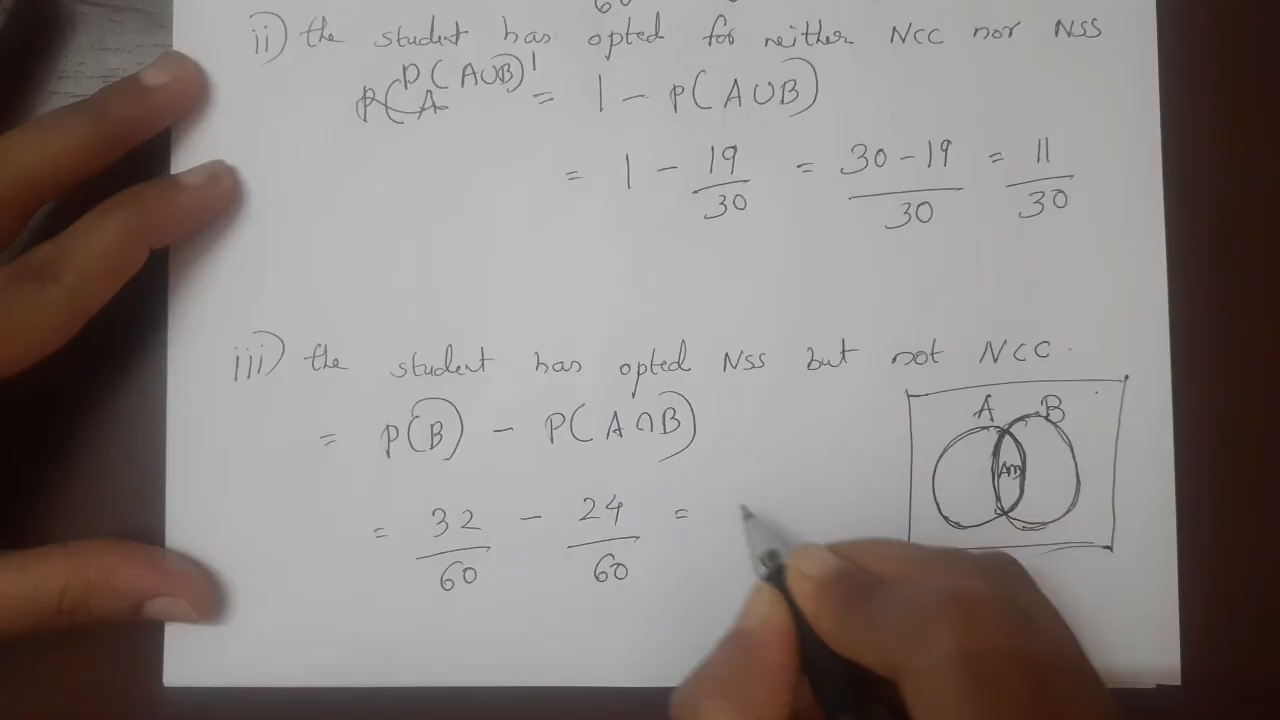 60
ii) the student has opted for neither NCC nor NSS
P(A P(A∪B)' = 1 - P(A∪B)
= 1 - 19/30 = 30-19/30 = 11/30
iii) the student has opted NSS but not NCC.
= P(B) - P(A∩B)
= 32/60 - 24/60 =
A B
A∩